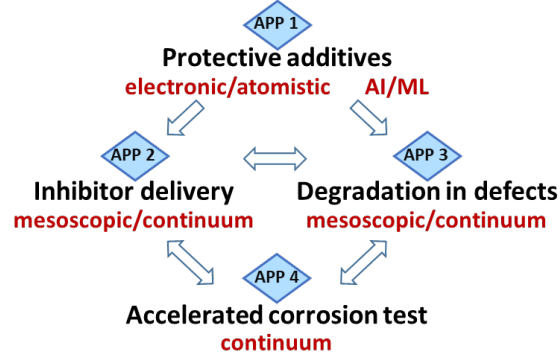 APP 1
Protective additives
electronic/atomistic AI/ML
APP 2
APP 3
Inhibitor delivery
Degradation in defects
mesoscopic/continuum
mesoscopic/continuum
APP 4
Accelerated corrosion test
continuum